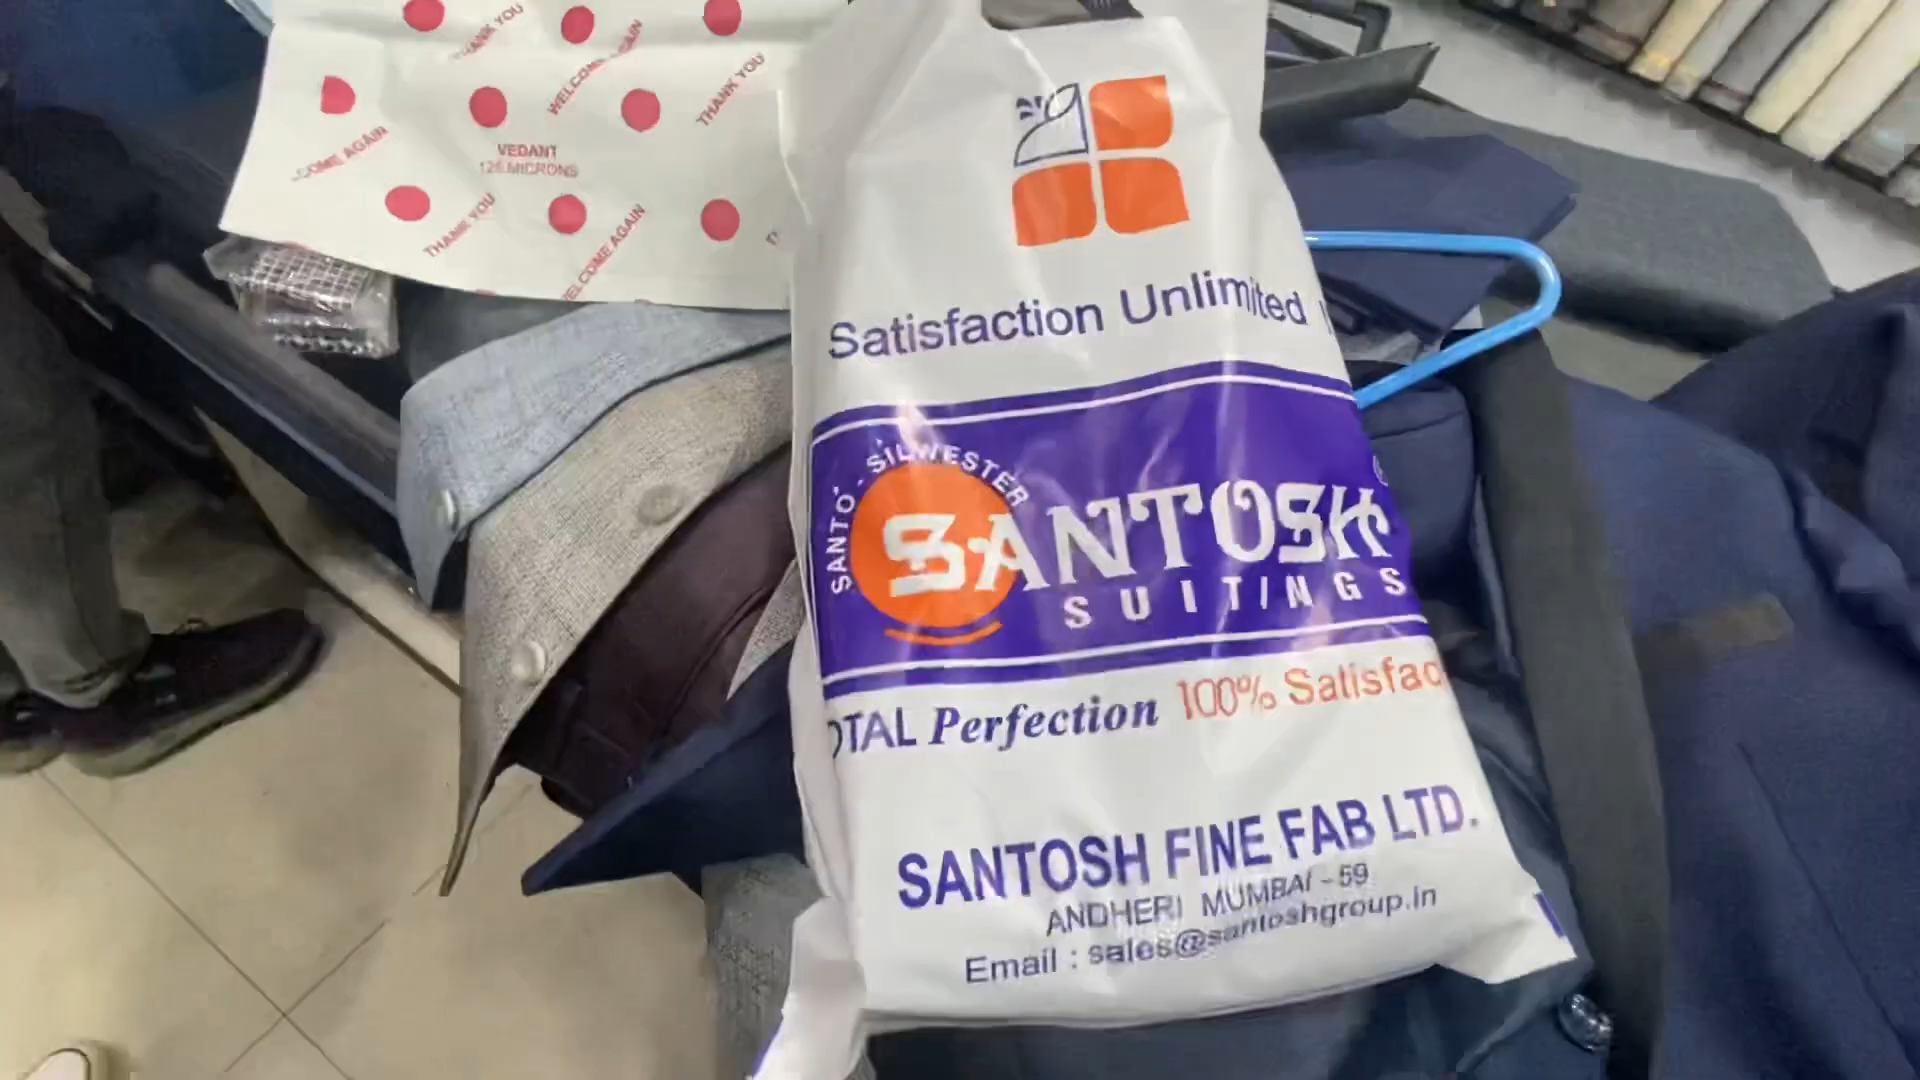 THANK YOU
WELCOME AGAIN
THANK YOU
COME AGAIN
VEDANT
125 MICRONS
THANK YOU
WELCOME AGAIN
Satisfaction Unlimited
SANTO - SILWESTER
SANTOSH
SUITINGS
OTAL Perfection 100% Satisfac
SANTOSH FINE FAB LTD.
ANDHERI MUMBAI - 59
Email : sales@santoshgroup.in